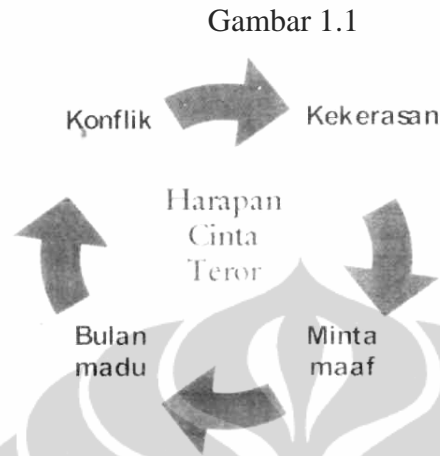 Gambar 1.1
Konflik
Kekerasan
Harapan
Cinta
Teror
Bulan
madu
Minta
maaf